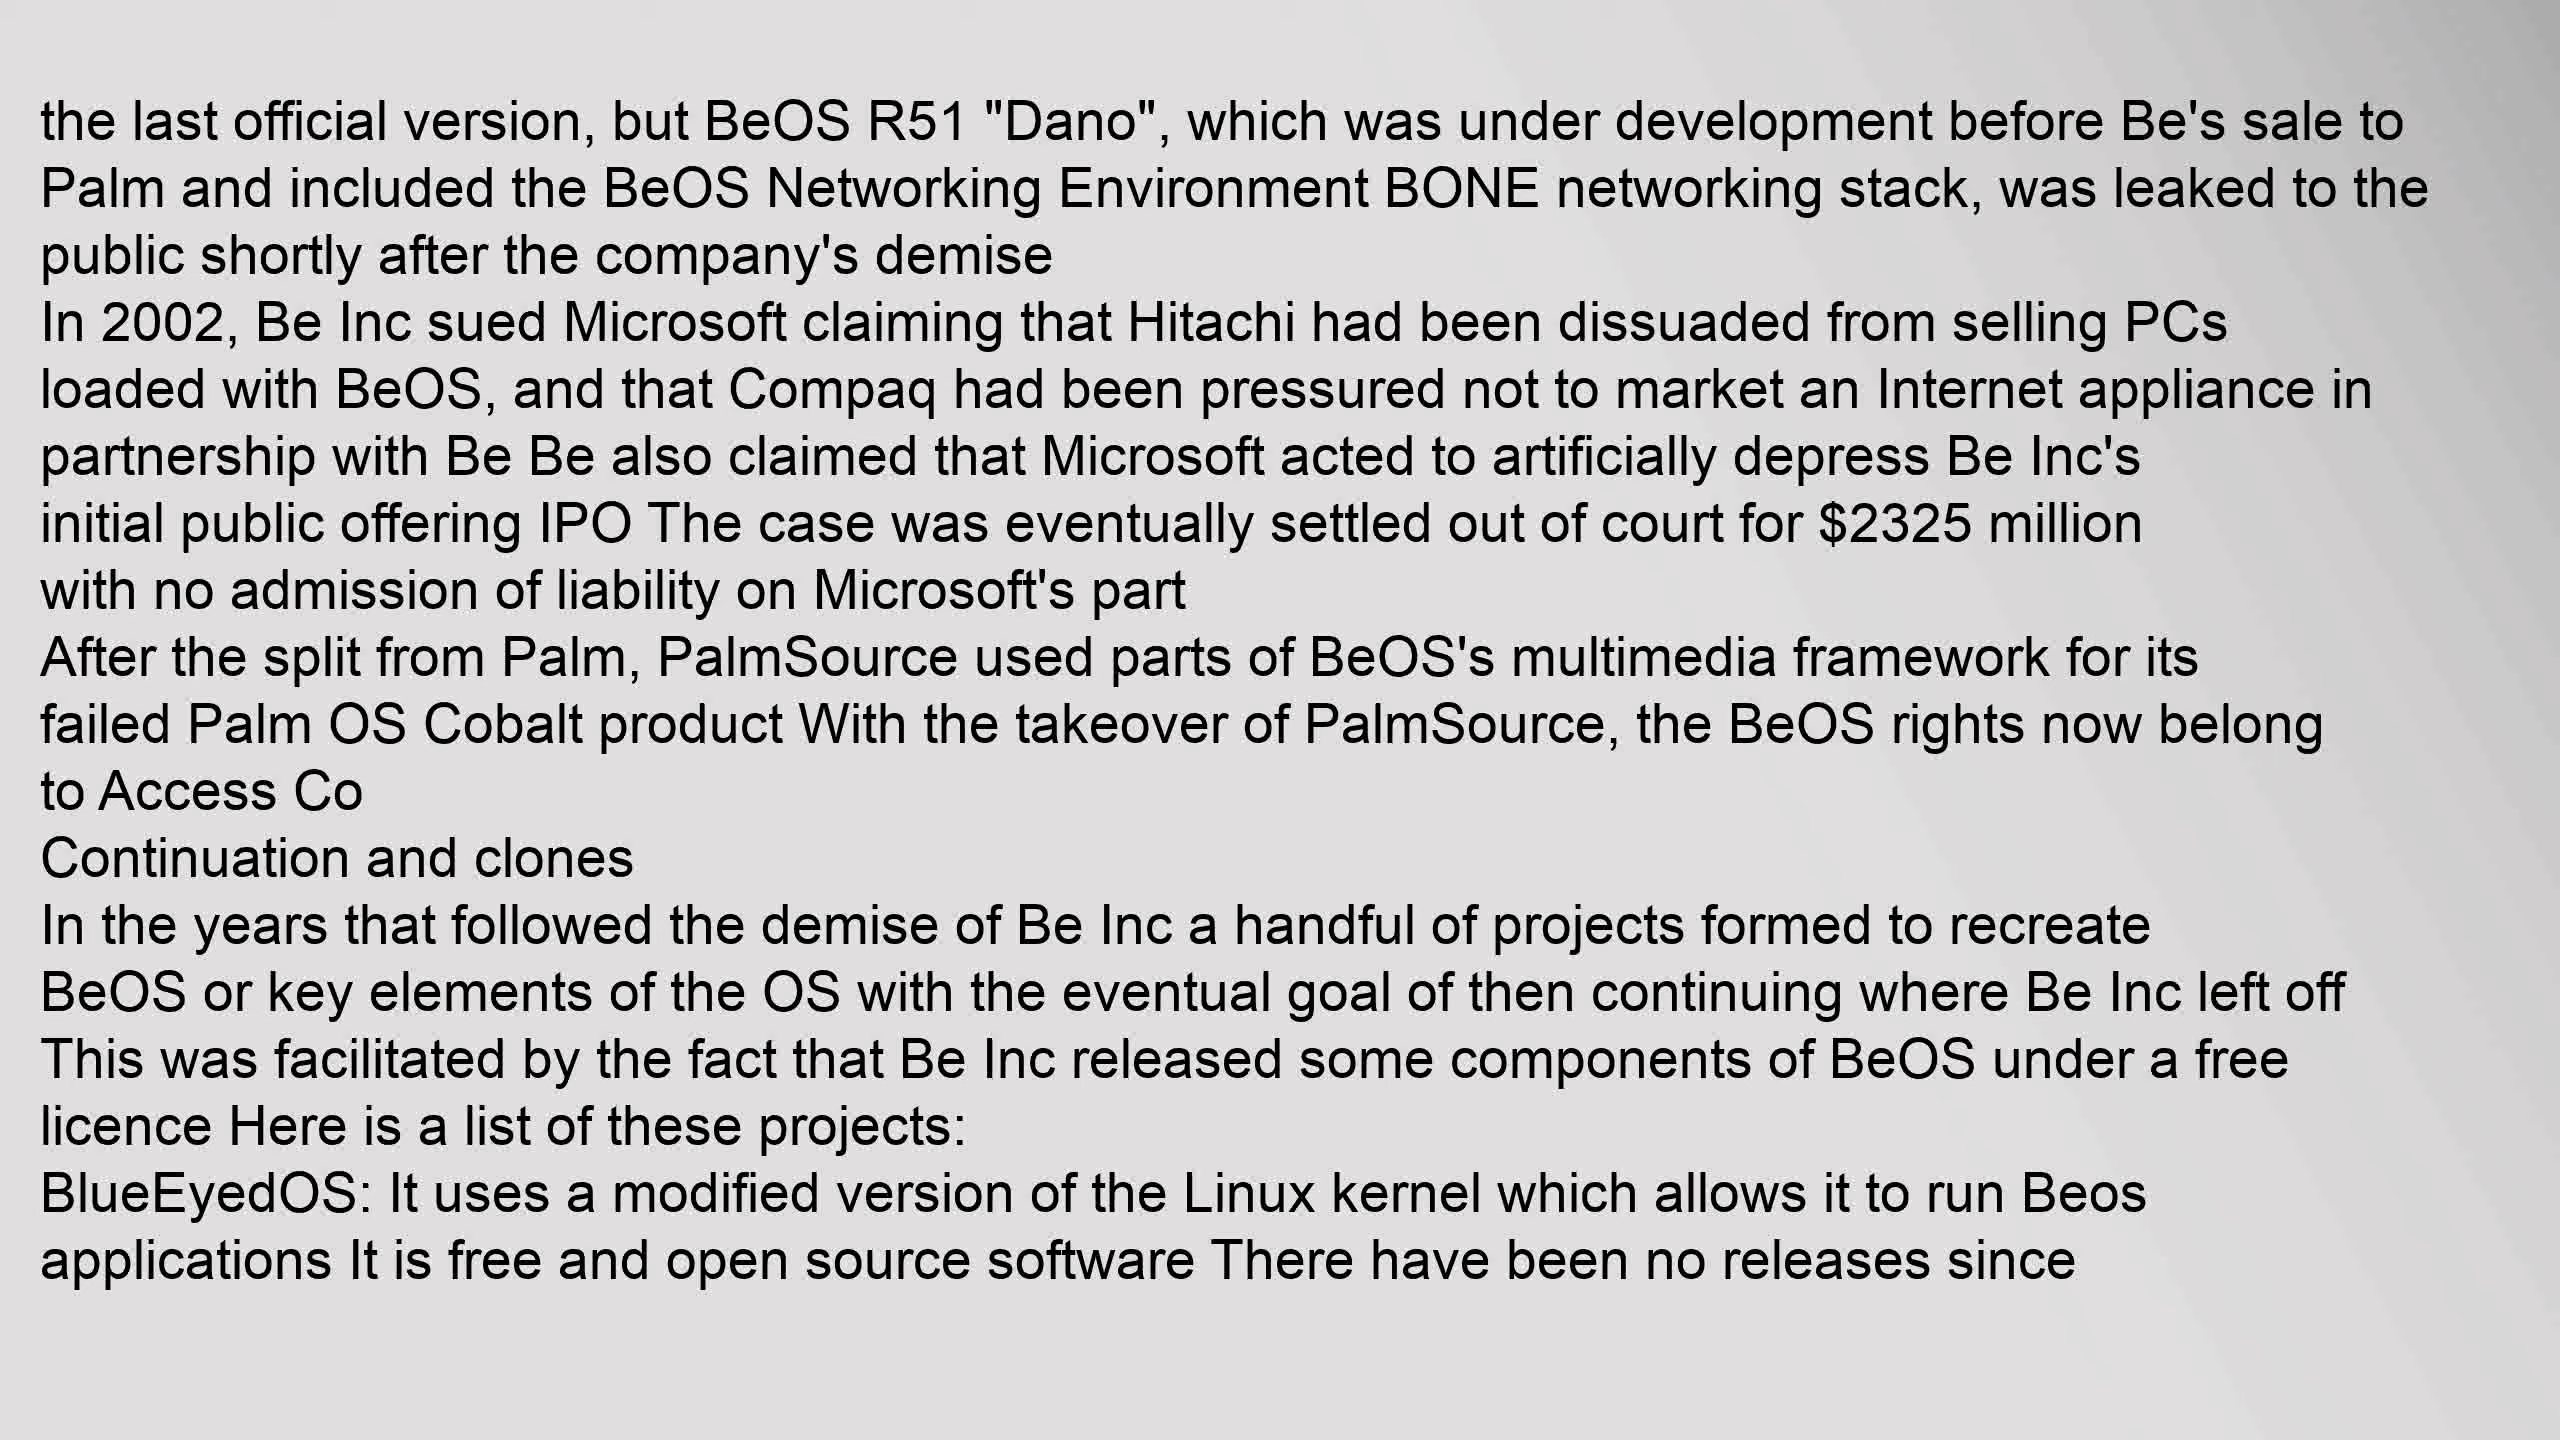 the last official version, but BeOS R51 "Dano", which was under development before Be's sale to
Palm and included the BeOS Networking Environment BONE networking stack, was leaked to the
public shortly after the company's demise
In 2002, Be Inc sued Microsoft claiming that Hitachi had been dissuaded from selling PCs
loaded with BeOS, and that Compaq had been pressured not to market an Internet appliance in
partnership with Be Be also claimed that Microsoft acted to artificially depress Be Inc's
initial public offering IPO The case was eventually settled out of court for $2325 million
with no admission of liability on Microsoft's part
After the split from Palm, PalmSource used parts of BeOS's multimedia framework for its
failed Palm OS Cobalt product With the takeover of PalmSource, the BeOS rights now belong
to Access Co
Continuation and clones
In the years that followed the demise of Be Inc a handful of projects formed to recreate
BeOS or key elements of the OS with the eventual goal of then continuing where Be Inc left off
This was facilitated by the fact that Be Inc released some components of BeOS under a free
licence Here is a list of these projects:
BlueEyedOS: It uses a modified version of the Linux kernel which allows it to run Beos
applications It is free and open source software There have been no releases since